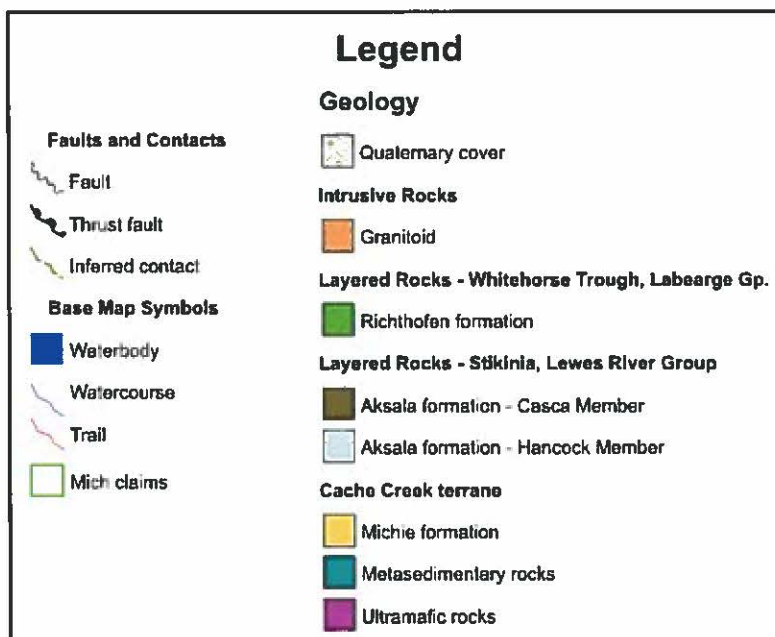 Legend
Faults and Contacts
Fault
Thrust fault
Inferred contact
Base Map Symbols
Waterbody
Watercourse
Trail
Mich claims
Geology
Quaternary cover
Intrusive Rocks
Granitoid
Layered Rocks - Whitehorse Trough, Labearge Gp.
Richthofen formation
Layered Rocks - Stikinia, Lewes River Group
Aksala formation - Casca Member
Aksala formation - Hancock Member
Cache Creek terrane
Michie formation
Metasedimentary rocks
Ultramafic rocks